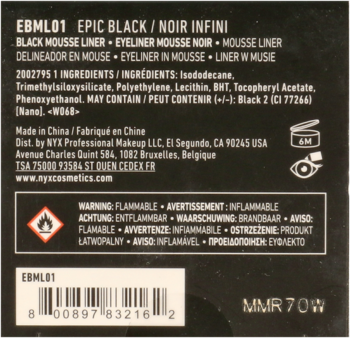 EBML01 EPIC BLACK / NOIR INFINI
BLACK MOUSSE LINER • EYELINER MOUSSE NOIR • MOUSSE LINER
DELINEADOR EN MOUSE • EYELINER IN MOUSSE • LINER W MUSIE
2002795 1 INGREDIENTS / INGRÉDIENTS: Isododecane,
Trimethylsiloxysilicate, Polyethylene, Lecithin, BHT, Tocopheryl Acetate,
Phenoxyethanol. MAY CONTAIN / PEUT CONTENIR (+/-): Black 2 (CI 77266)
[Nano]. <W068>
Made in China / Fabriqué en Chine
Dist. by NYX Professional Makeup LLC, El Segundo, CA 90245 USA
Avenue Charles Quint 584, 1082 Bruxelles, Belgique
TSA 75000 93584 ST OUEN CEDEX FR
www.nyxcosmetics.com
6M
WARNING: FLAMMABLE • AVERTISSEMENT : INFLAMMABLE
ACHTUNG: ENTFLAMMBAR • WAARSCHUWING: BRANDBAAR • AVISO:
FLAMABLE • AVVERTENZE: INFIAMMABILE • OSTRZEŻENIE: PRODUKT
ŁATWOPALNY • AVISO: INFLAMÁVEL • ΠΡΟΕΙΔΟΠΟΙΗΣΗ: ΕΥΦΛΕΚΤΟ
EBML01
8 00897 83216 2
MMR70W